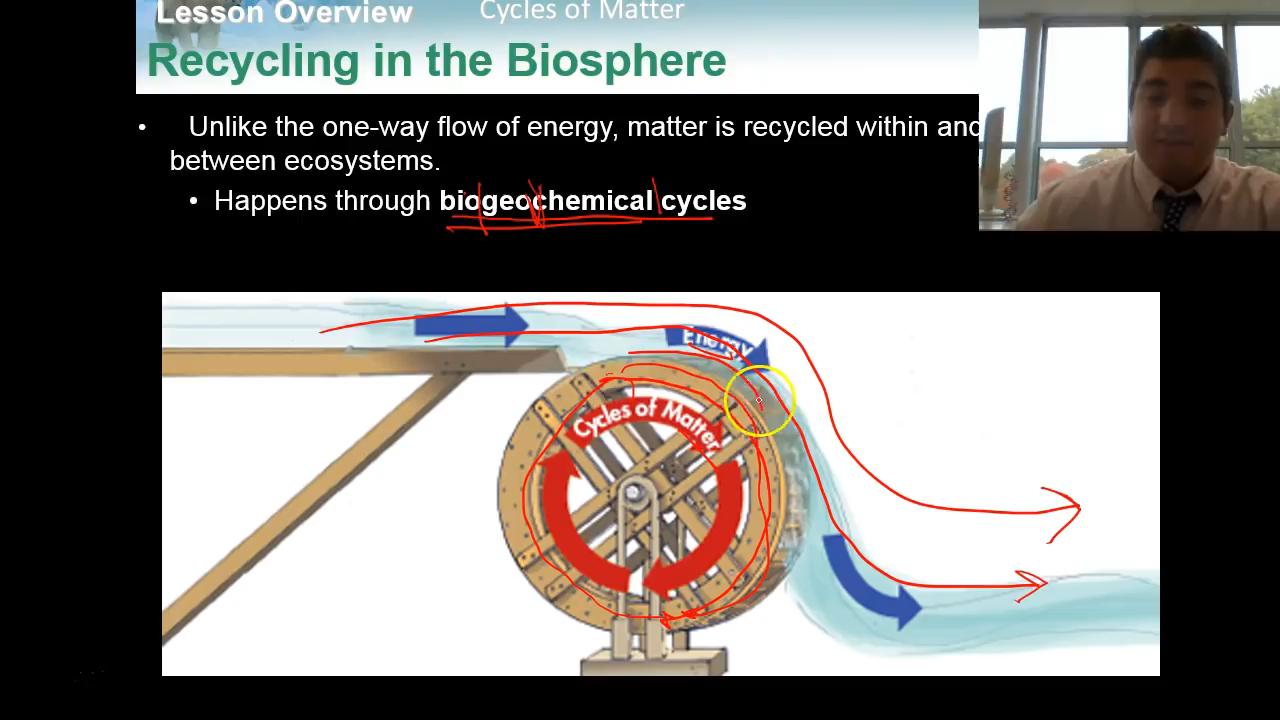 Lesson Overview Cycles of Matter
Recycling in the Biosphere
• Unlike the one-way flow of energy, matter is recycled within and
between ecosystems.
• Happens through biogeochemical cycles
Energy
Cycles of Matter